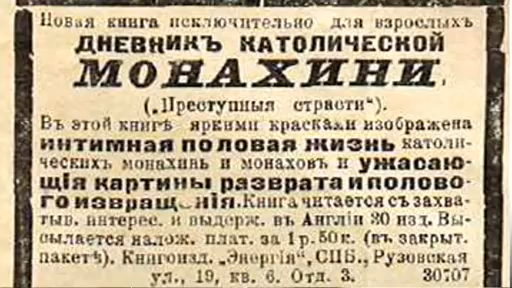 Новая книга исключительно для взрослыхъ
ДНЕВНИКЪ КАТОЛИЧЕСКОЙ
МОНАХИНИ.
(„Преступныя страсти“).
Въ этой книгѣ яркими красками изображена
интимная половая жизнь католи-
ческихъ монахинь и монаховъ и ужасаю-
щія картины разврата и полово-
го извращенія. Книга читается съ захва-
тыв. интерес. и выдерж. въ Англіи 30 изд. Вы-
сылается налож. плат. за 1 р. 50 к. (въ закрыт.
пакетѣ). Книгоизд. „Энергія“, СПБ., Рузовская
ул., 19, кв. 6. Отд. 3. 30707